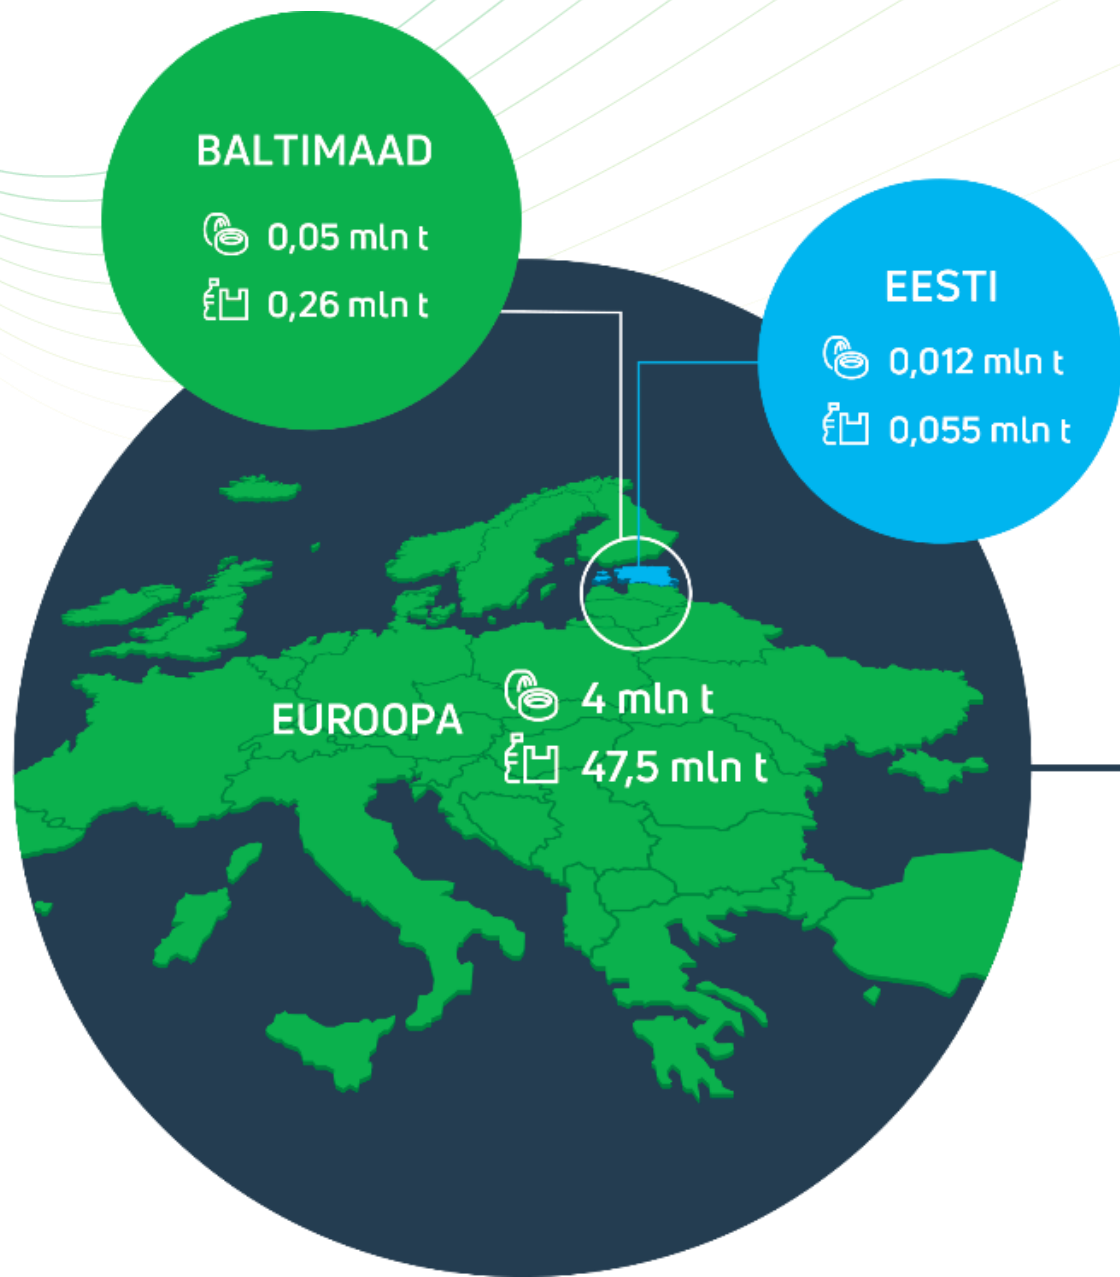 BALTIMAAD
0,05 mln t
0,26 mln t
EESTI
0,012 mln t
0,055 mln t
EUROOPA
4 mln t
47,5 mln t